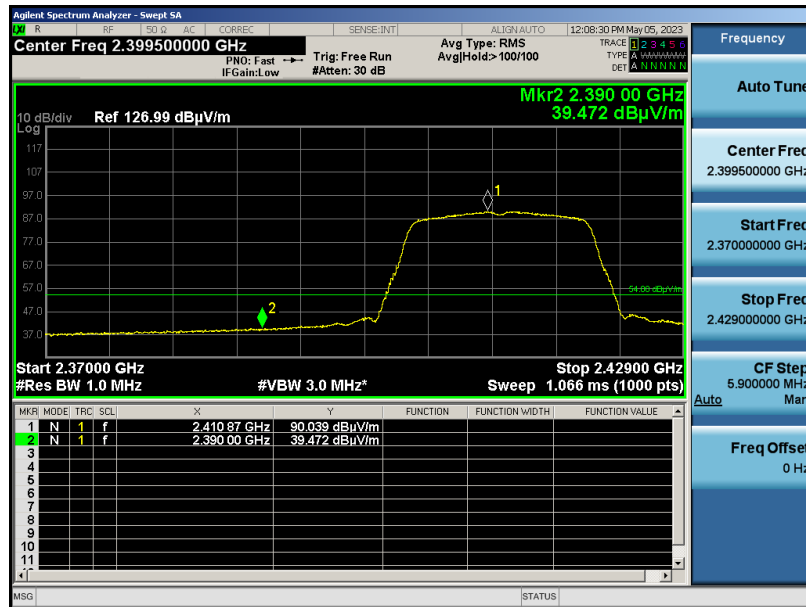 Agilent Spectrum Analyzer - Swept SA
LXI R RF 50 Ω AC CORREC SENSE:INT ALIGN AUTO 12:08:30 PM May 05, 2023
Center Freq 2.399500000 GHz Avg Type: RMS TRACE 1 2 3 4 5 6
PNO: Fast Trig: Free Run Avg|Hold:>100/100 TYPE A WWWWW
IFGain:Low #Atten: 30 dB DET A N N N N N
Mkr2 2.390 00 GHz
10 dB/div Ref 126.99 dBµV/m 39.472 dBµV/m
Log
117
107
97.0
1
87.0
77.0
67.0
57.0
54.00 dBµV/m
47.0
2
37.0
Start 2.37000 GHz Stop 2.42900 GHz
#Res BW 1.0 MHz #VBW 3.0 MHz* Sweep 1.066 ms (1000 pts)
MKR MODE TRC SCL X Y FUNCTION FUNCTION WIDTH FUNCTION VALUE
1 N 1 f 2.410 87 GHz 90.039 dBµV/m
2 N 1 f 2.390 00 GHz 39.472 dBµV/m
3
4
5
6
7
8
9
10
11
MSG STATUS
Frequency
Auto Tune
Center Freq
2.399500000 GHz
Start Freq
2.370000000 GHz
Stop Freq
2.429000000 GHz
CF Step
5.900000 MHz
Auto Man
Freq Offset
0 Hz